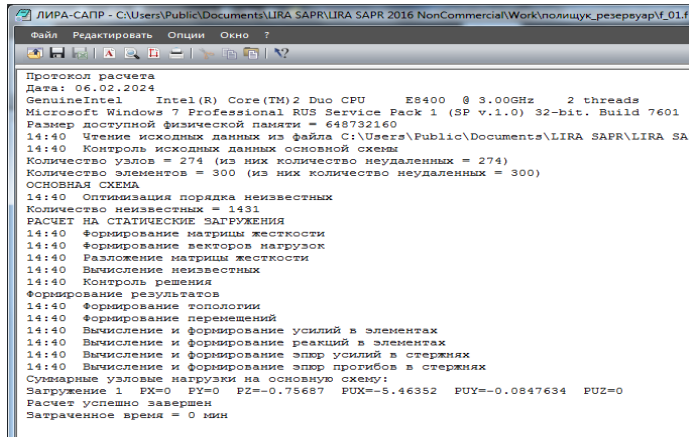 ЛИРА-САПР - C:\Users\Public\Documents\LIRA SAPR\LIRA SAPR 2016 NonCommercial\Work\полищук_резервуар\f_01.f
Файл Редактировать Опции Окно ?
Протокол расчета
Дата: 06.02.2024
GenuineIntel Intel(R) Core(TM)2 Duo CPU E8400 @ 3.00GHz 2 threads
Microsoft Windows 7 Professional RUS Service Pack 1 (SP v.1.0) 32-bit. Build 7601
Размер доступной физической памяти = 648732160
14:40 Чтение исходных данных из файла C:\Users\Public\Documents\LIRA SAPR\LIRA SA
14:40 Контроль исходных данных основной схемы
Количество узлов = 274 (из них количество неудаленных = 274)
Количество элементов = 300 (из них количество неудаленных = 300)
ОСНОВНАЯ СХЕМА
14:40 Оптимизация порядка неизвестных
Количество неизвестных = 1431
РАСЧЕТ НА СТАТИЧЕСКИЕ ЗАГРУЖЕНИЯ
14:40 Формирование матрицы жесткости
14:40 Формирование векторов нагрузок
14:40 Разложение матрицы жесткости
14:40 Вычисление неизвестных
14:40 Контроль решения
Формирование результатов
14:40 Формирование топологии
14:40 Формирование перемещений
14:40 Вычисление и формирование усилий в элементах
14:40 Вычисление и формирование реакций в элементах
14:40 Вычисление и формирование эпюр усилий в стержнях
14:40 Вычисление и формирование эпюр прогибов в стержнях
Суммарные узловые нагрузки на основную схему:
Загружение 1 PX=0 PY=0 PZ=-0.75687 PUX=-5.46352 PUY=-0.0847634 PUZ=0
Расчет успешно завершен
Затраченное время = 0 мин